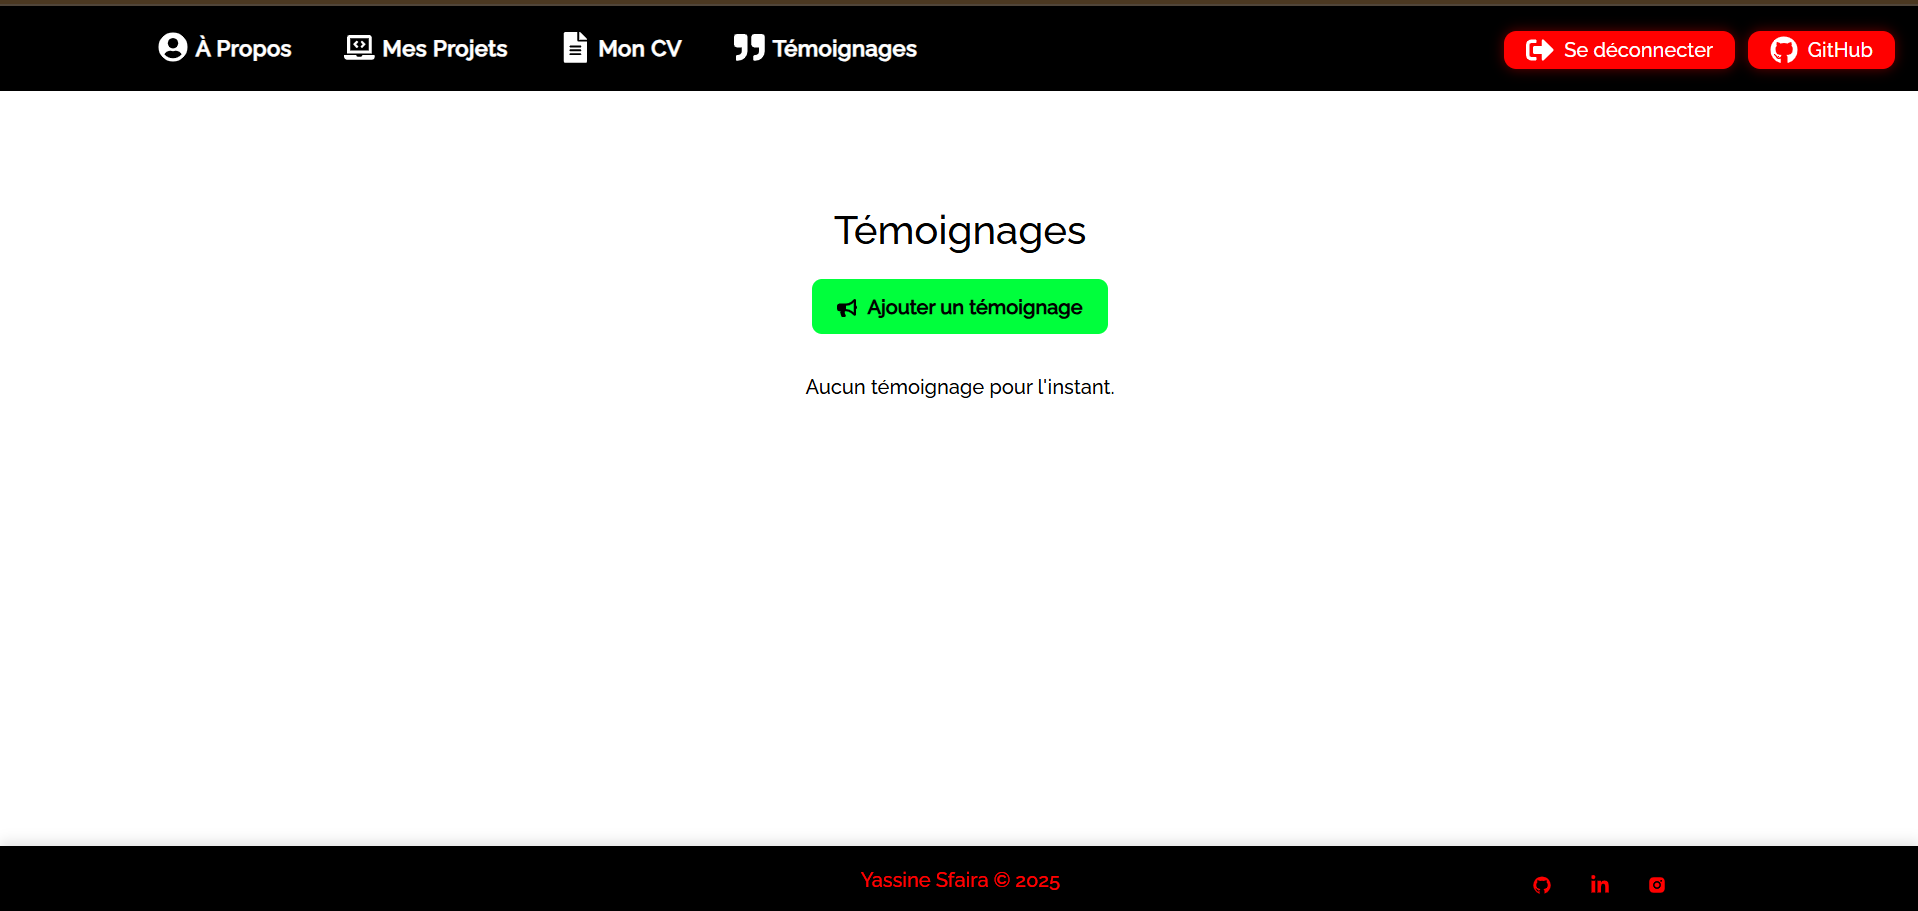 À Propos
Mes Projets
Mon CV
Témoignages
Se déconnecter
GitHub
Témoignages
Ajouter un témoignage
Aucun témoignage pour l'instant.
Yassine Sfaira © 2025